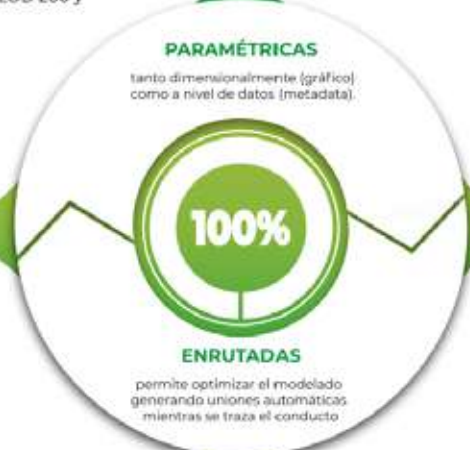 PARAMÉTRICAS
tanto dimensionalmente (gráfico)
como a nivel de datos (metadata).
100%
ENRUTADAS
permite optimizar el modelado
generando uniones automáticas
mientras se traza el conducto